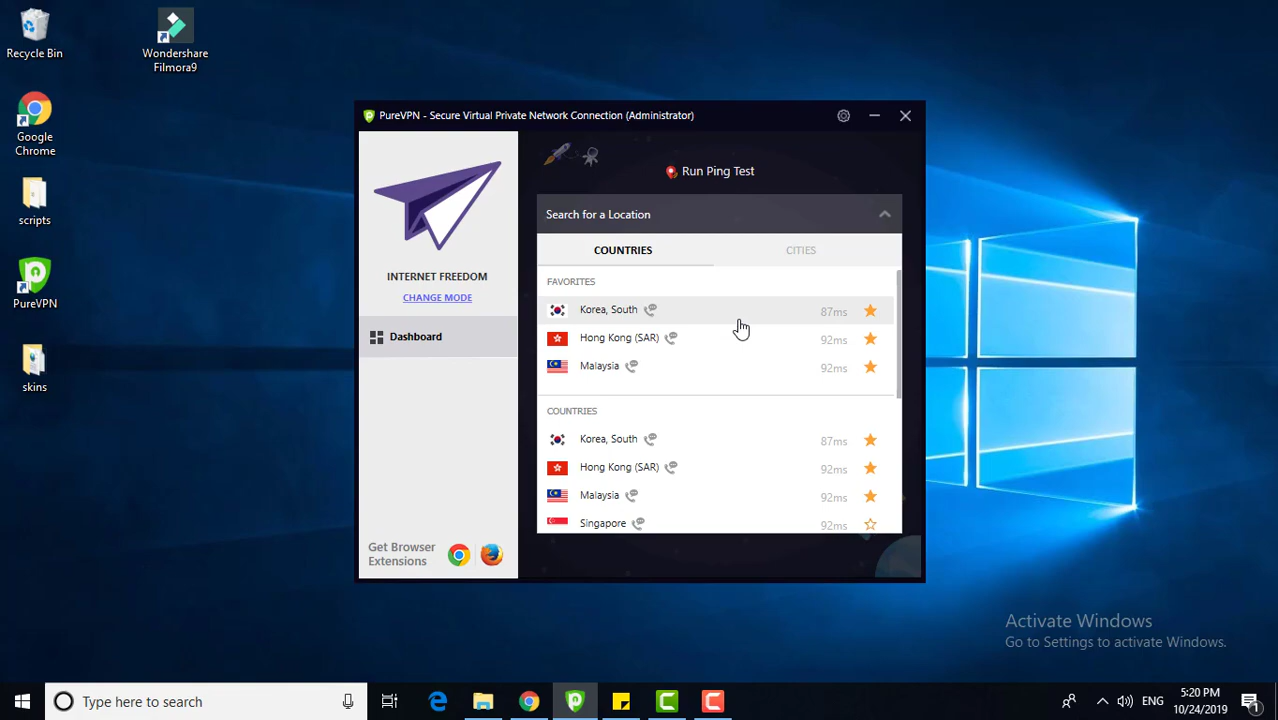 Recycle Bin
Wondershare
Filmora9
Google
Chrome
scripts
PureVPN
skins
PureVPN - Secure Virtual Private Network Connection (Administrator)
INTERNET FREEDOM
CHANGE MODE
Dashboard
Get Browser
Extensions
Run Ping Test
Search for a Location
COUNTRIES CITIES
FAVORITES
Korea, South 87ms
Hong Kong (SAR) 92ms
Malaysia 92ms
COUNTRIES
Korea, South 87ms
Hong Kong (SAR) 92ms
Malaysia 92ms
Singapore 92ms
Activate Windows
Go to Settings to activate Windows.
Type here to search
ENG
5:20 PM
10/24/2019
1